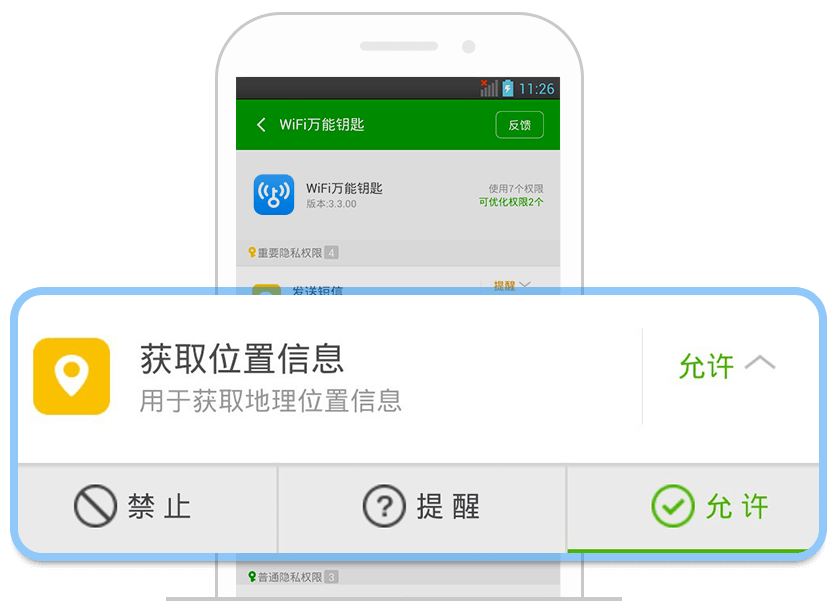 11:26
WiFi万能钥匙
反馈
WiFi万能钥匙
使用7个权限
版本:3.3.00
可优化权限2个
重要隐私权限 4
发送短信
提醒
获取位置信息
用于获取地理位置信息
允许
禁止
提醒
允许
普通隐私权限 3